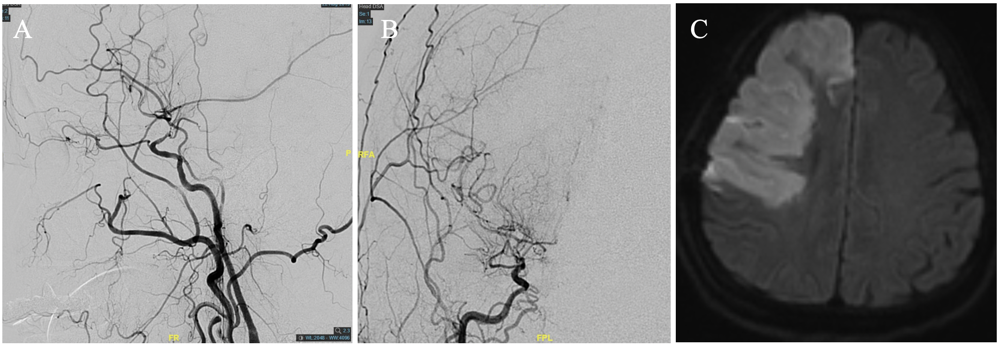 A
P
FR
2.3
WL:2048 - WW:4096
Head DSA
Se:1
Im:13
B
RFA
FPL
C